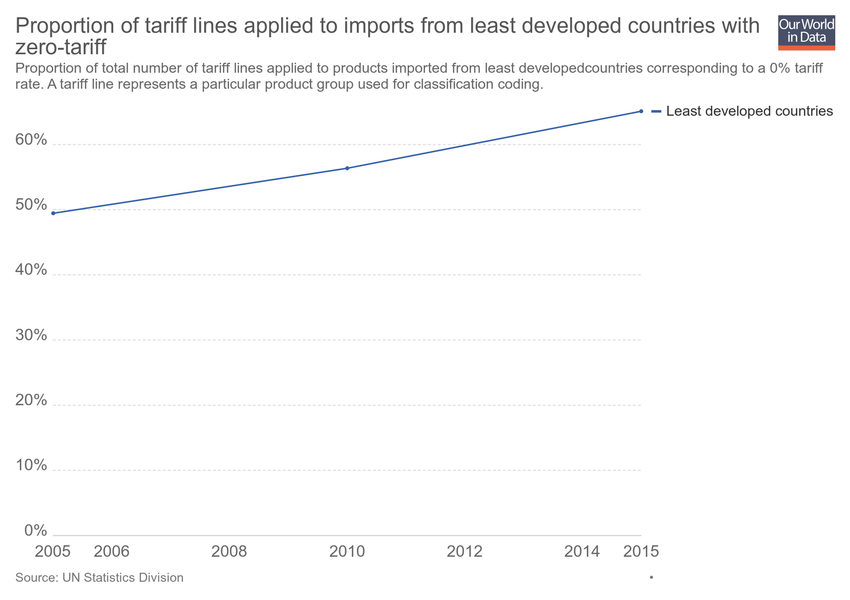 Proportion of tariff lines applied to imports from least developed countries with
zero-tariff
Our World
in Data
Proportion of total number of tariff lines applied to products imported from least developedcountries corresponding to a 0% tariff
rate. A tariff line represents a particular product group used for classification coding.
Least developed countries
60%
50%
40%
30%
20%
10%
0%
2005 2006 2008 2010 2012 2014 2015
Source: UN Statistics Division